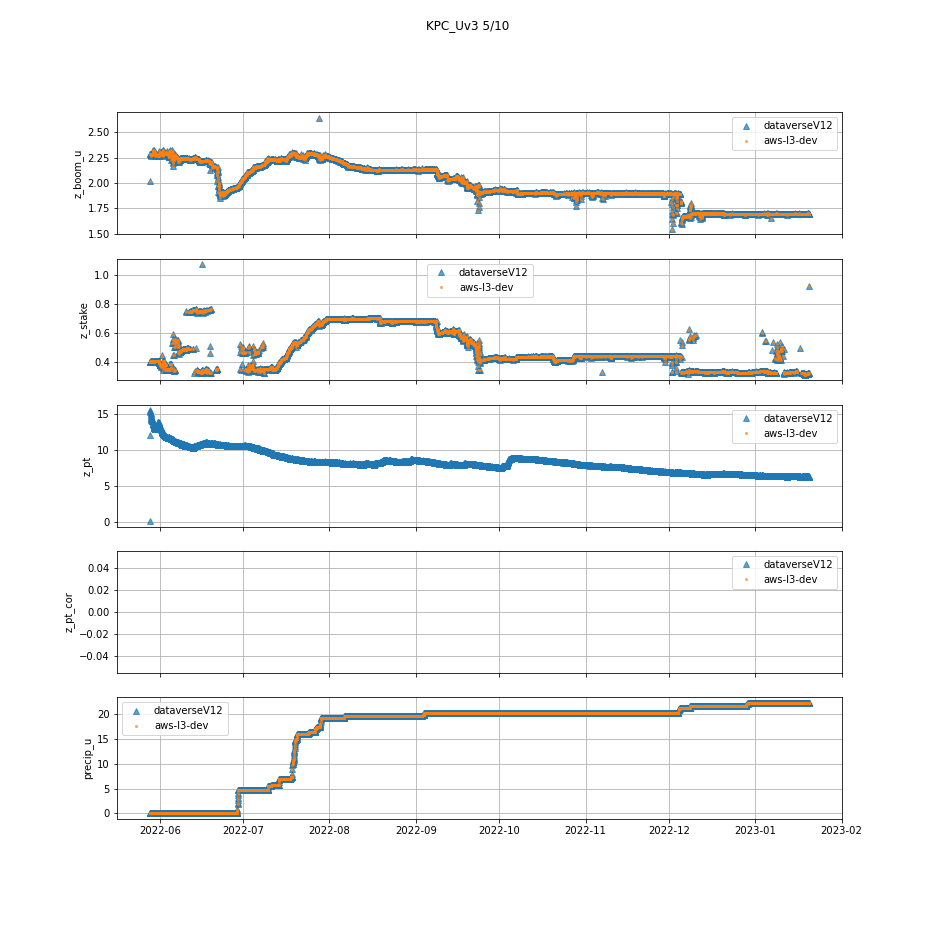 KPC_Uv3 5/10
z_boom_u
2.50
2.25
2.00
1.75
1.50
dataverseV12
aws-l3-dev
z_stake
1.0
0.8
0.6
0.4
dataverseV12
aws-l3-dev
z_pt
15
10
5
0
dataverseV12
aws-l3-dev
z_pt_cor
0.04
0.02
0.00
−0.02
−0.04
dataverseV12
aws-l3-dev
precip_u
20
15
10
5
0
dataverseV12
aws-l3-dev
2022-06 2022-07 2022-08 2022-09 2022-10 2022-11 2022-12 2023-01 2023-02